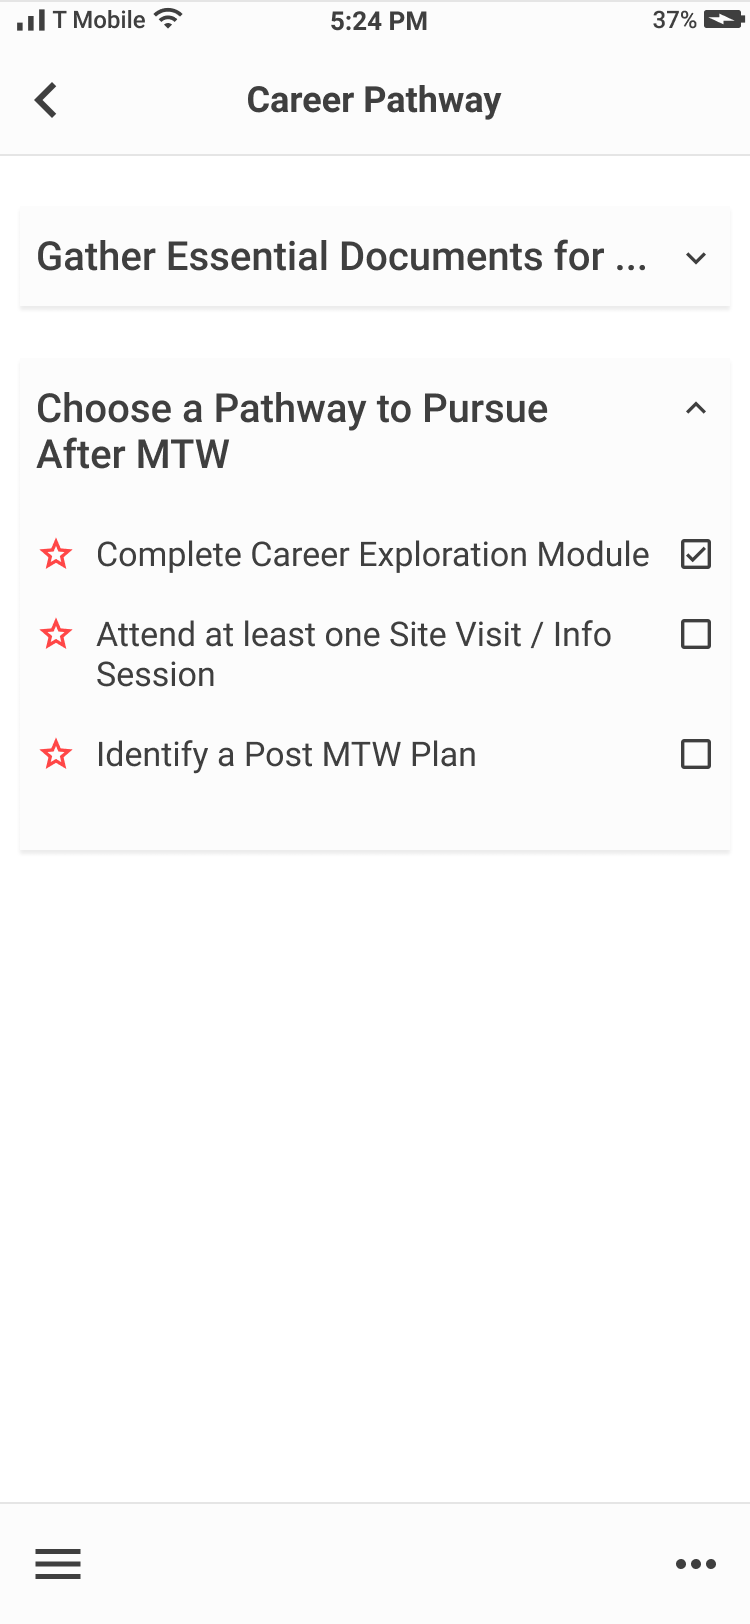 T Mobile 5:24 PM 37%
Career Pathway
Gather Essential Documents for ...
Choose a Pathway to Pursue
After MTW
Complete Career Exploration Module
Attend at least one Site Visit / Info
Session
Identify a Post MTW Plan